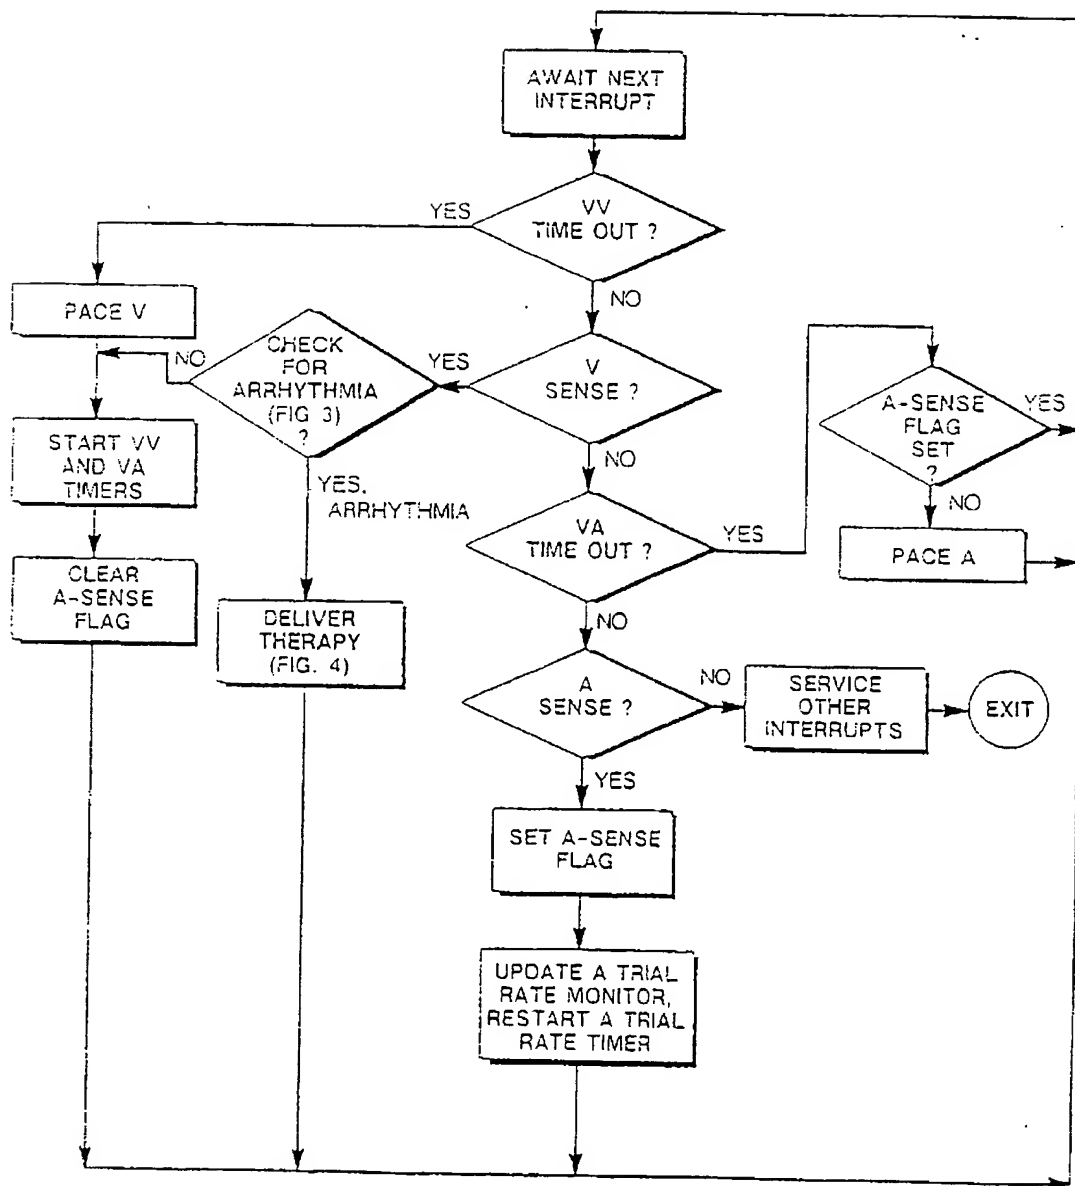 AWAIT NEXT
INTERRUPT
VV
TIME OUT ?
YES
NO
PACE V
CHECK
FOR
ARRHYTHMIA
(FIG 3)
?
NO
YES
V
SENSE ?
NO
A-SENSE
FLAG
SET
?
YES
NO
START VV
AND VA
TIMERS
YES,
ARRHYTHMIA
VA
TIME OUT ?
YES
NO
PACE A
CLEAR
A-SENSE
FLAG
DELIVER
THERAPY
(FIG. 4)
A
SENSE ?
NO
YES
SERVICE
OTHER
INTERRUPTS
EXIT
SET A-SENSE
FLAG
UPDATE A TRIAL
RATE MONITOR,
RESTART A TRIAL
RATE TIMER